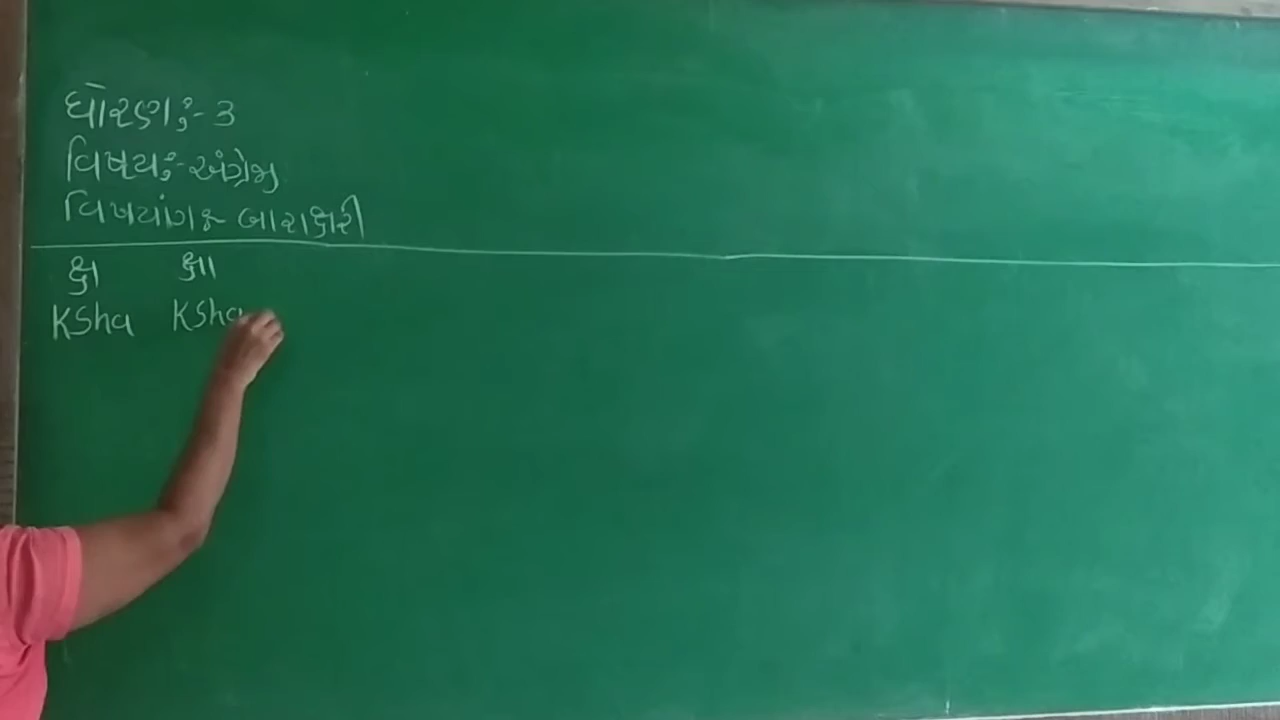 ધોરણ:- 3
વિષય:- અંગ્રેજી
વિષયાંગ:- બારાક્ષરી
ક્ષ ક્ષા
Ksha Ksha